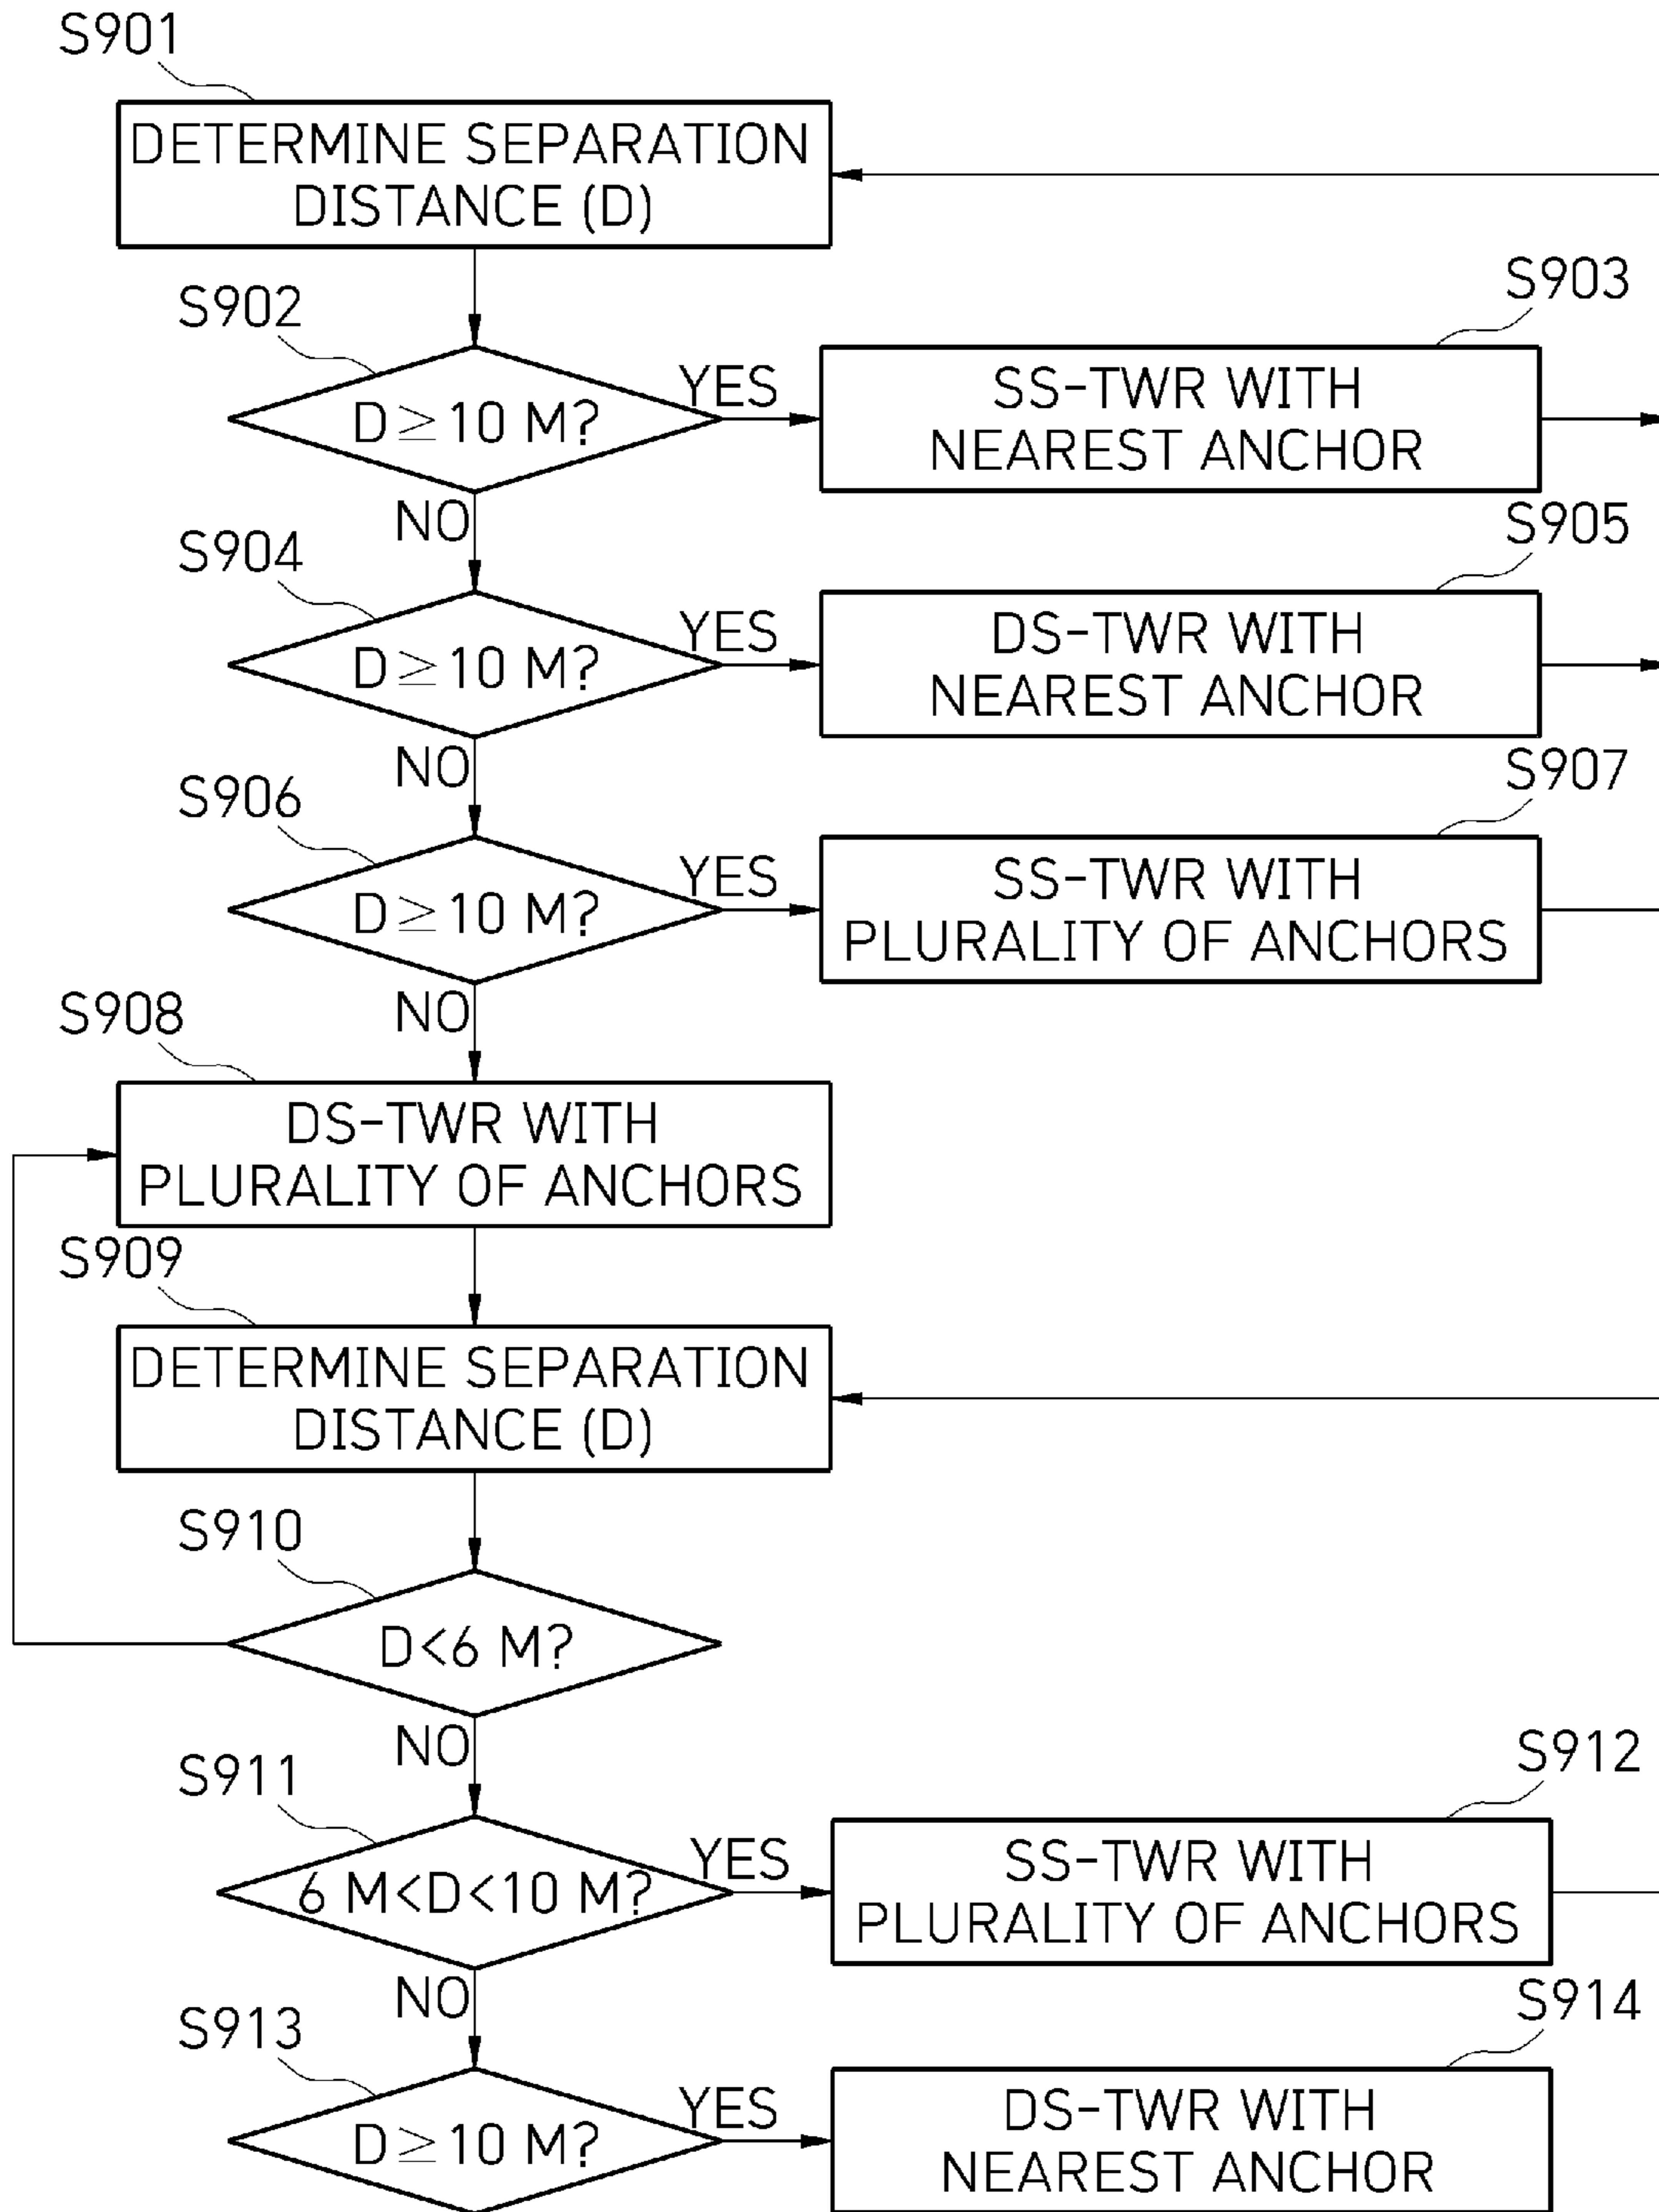 S901
DETERMINE SEPARATION
DISTANCE (D)
S902
D ≧ 10 M?
YES
S903
SS-TWR WITH
NEAREST ANCHOR
NO
S904
D ≧ 10 M?
YES
S905
DS-TWR WITH
NEAREST ANCHOR
NO
S906
D ≧ 10 M?
YES
S907
SS-TWR WITH
PLURALITY OF ANCHORS
NO
S908
DS-TWR WITH
PLURALITY OF ANCHORS
S909
DETERMINE SEPARATION
DISTANCE (D)
S910
D<6 M?
NO
S911
6 M<D<10 M?
YES
S912
SS-TWR WITH
PLURALITY OF ANCHORS
NO
S913
D ≧ 10 M?
YES
S914
DS-TWR WITH
NEAREST ANCHOR